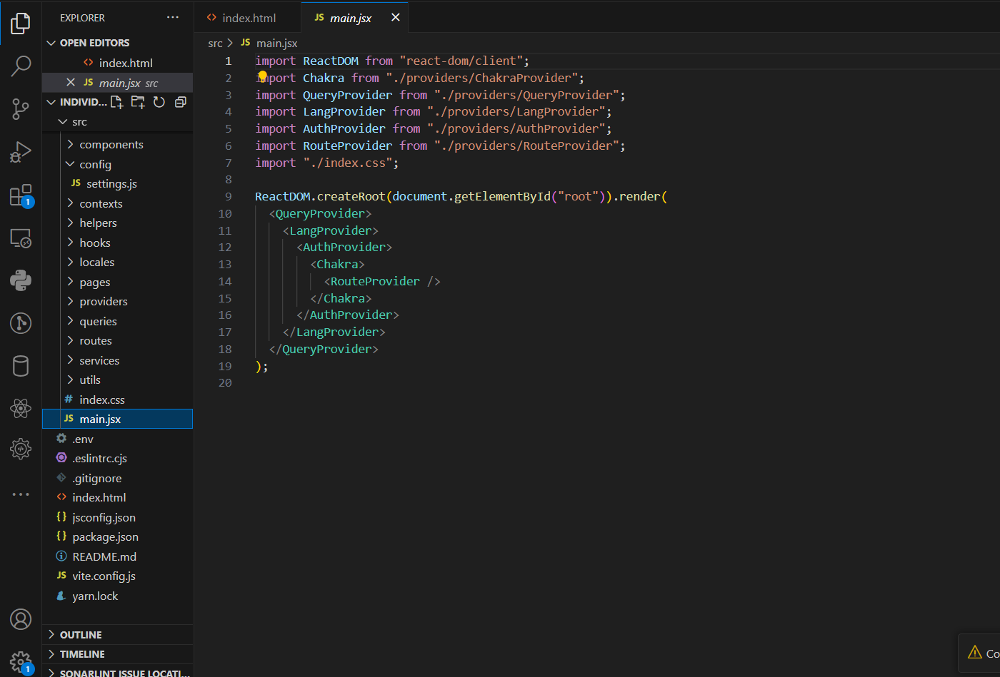 EXPLORER
index.html
JS main.jsx
OPEN EDITORS
index.html
JS main.jsx src
INDIVID...
src
components
config
JS settings.js
contexts
helpers
hooks
locales
pages
providers
queries
routes
services
utils
# index.css
JS main.jsx
.env
.eslintrc.cjs
.gitignore
index.html
{} jsconfig.json
{} package.json
README.md
JS vite.config.js
yarn.lock
OUTLINE
TIMELINE
SONARLINT ISSUE LOCATI...
1
1
src > JS main.jsx
1 import ReactDOM from "react-dom/client";
2 import Chakra from "./providers/ChakraProvider";
3 import QueryProvider from "./providers/QueryProvider";
4 import LangProvider from "./providers/LangProvider";
5 import AuthProvider from "./providers/AuthProvider";
6 import RouteProvider from "./providers/RouteProvider";
7 import "./index.css";
8
9 ReactDOM.createRoot(document.getElementById("root")).render(
10 <QueryProvider>
11 <LangProvider>
12 <AuthProvider>
13 <Chakra>
14 <RouteProvider />
15 </Chakra>
16 </AuthProvider>
17 </LangProvider>
18 </QueryProvider>
19 );
20
Co